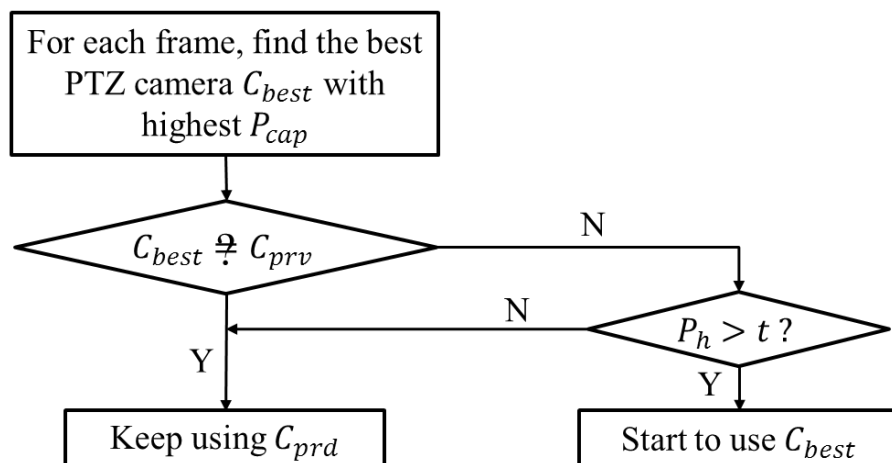 For each frame, find the best
PTZ camera C_best with
highest P_cap
C_best ≟ C_prv
N
N
P_h > t ?
Y
Y
Keep using C_prd
Start to use C_best